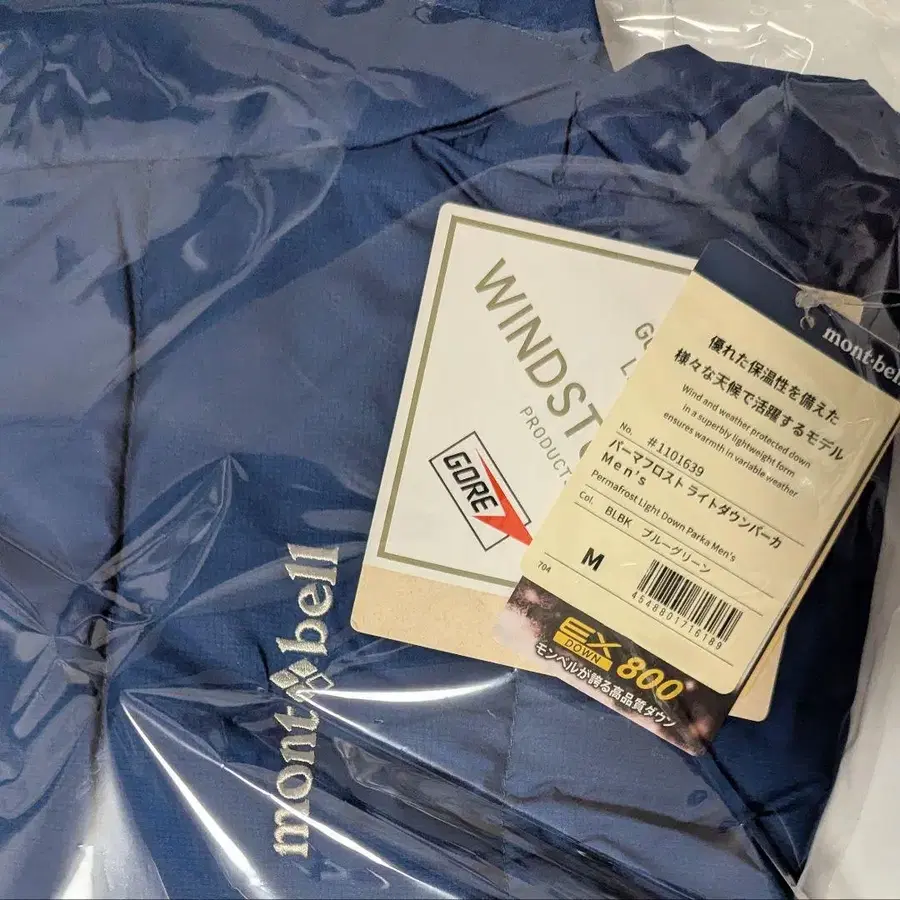 mont-bell
WINDSTO
PRODUCT
GORE
mont-bell
優れた保温性を備えた
様々な天候で活躍するモデル
Wind and weather protected down
in a superbly lightweight form
ensures warmth in variable weather
No. #1101639
パーマフロスト ライトダウンパーカ
Men's
Permafrost Light Down Parka Men's
Col. BLBK ブルーグリーン
M
704
4548801716189
EX
DOWN
800
モンベルが誇る高品質ダウン